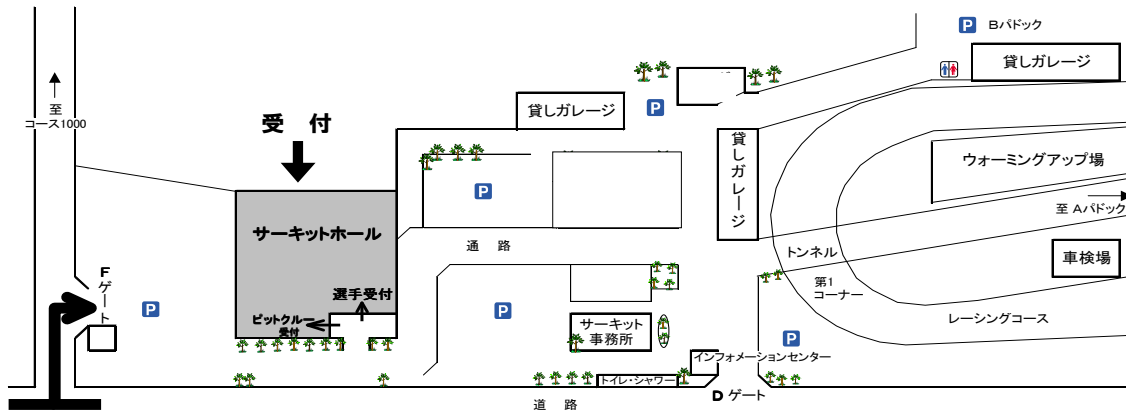 P Bパドック
貸しガレージ
至
コース1000
受 付
貸しガレージ
P
貸しガレージ
ウォーミングアップ場
P
至 Aパドック
サーキットホール
通 路
トンネル
車検場
Fゲート
第1
コーナー
選手受付
P
P
ピットクルー
受付
サーキット
事務所
レーシングコース
P
インフォメーションセンター
トイレ・シャワー
D ゲート
道 路